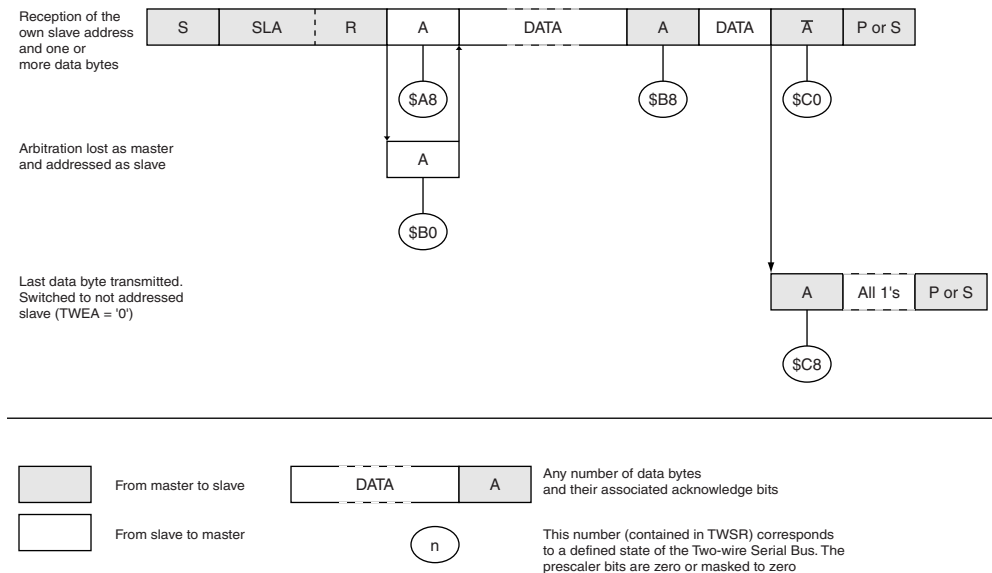 Reception of the
own slave address
and one or
more data bytes
S SLA R A DATA A DATA A̅ P or S
$A8 $B8 $C0
Arbitration lost as master
and addressed as slave
A
$B0
Last data byte transmitted.
Switched to not addressed
slave (TWEA = '0')
A All 1's P or S
$C8
From master to slave
DATA A
Any number of data bytes
and their associated acknowledge bits
From slave to master
n
This number (contained in TWSR) corresponds
to a defined state of the Two-wire Serial Bus. The
prescaler bits are zero or masked to zero